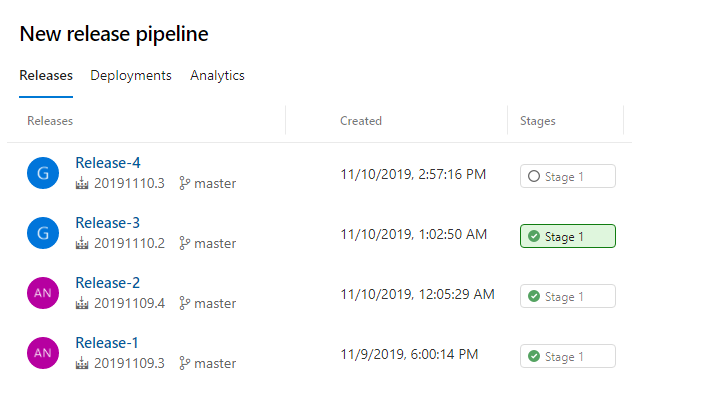 New release pipeline
Releases Deployments Analytics
Releases Created Stages
G Release-4 11/10/2019, 2:57:16 PM Stage 1
20191110.3 master
G Release-3 11/10/2019, 1:02:50 AM Stage 1
20191110.2 master
AN Release-2 11/10/2019, 12:05:29 AM Stage 1
20191109.4 master
AN Release-1 11/9/2019, 6:00:14 PM Stage 1
20191109.3 master